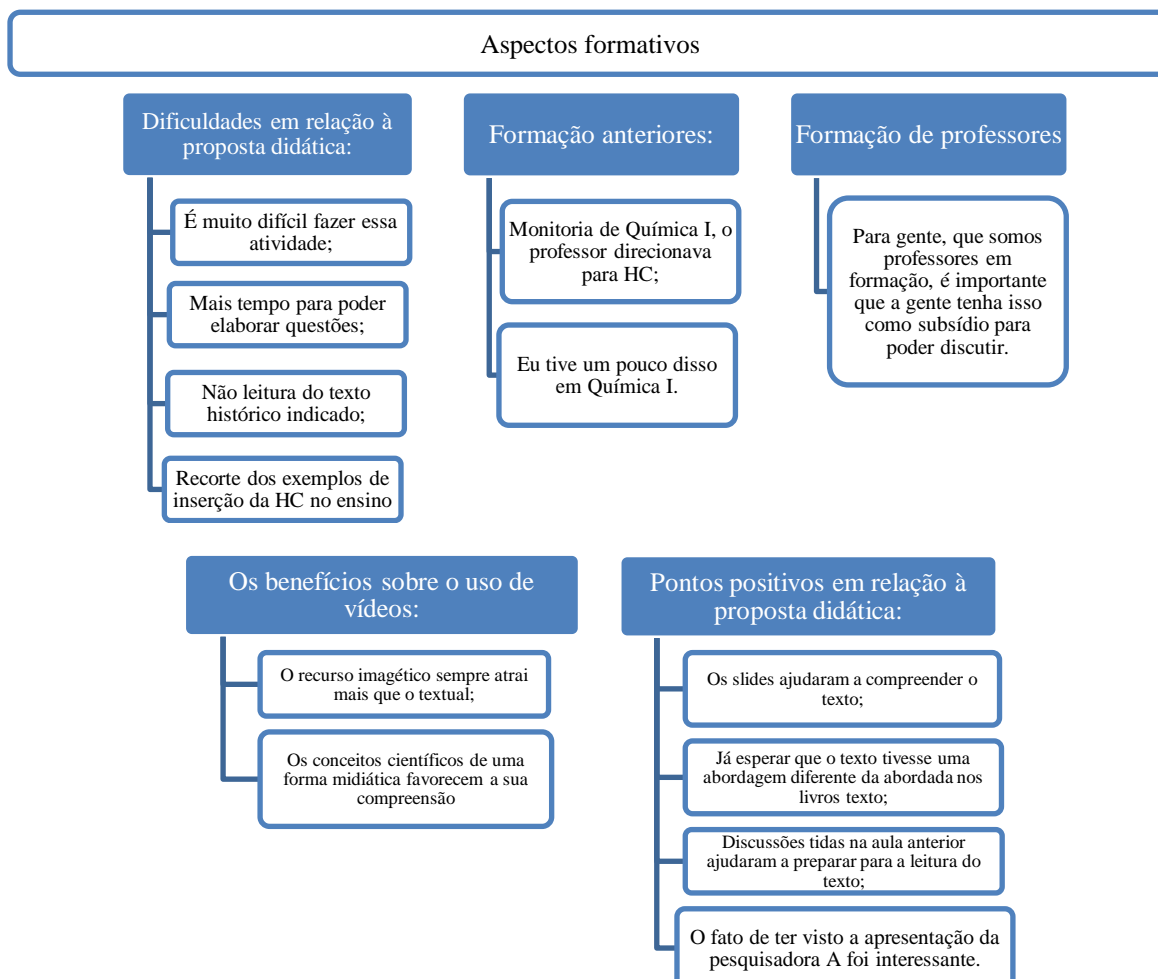 Aspectos formativos
Dificuldades em relação à
proposta didática:
É muito difícil fazer essa
atividade;
Mais tempo para poder
elaborar questões;
Não leitura do texto
histórico indicado;
Recorte dos exemplos de
inserção da HC no ensino
Formação anteriores:
Monitoria de Química I, o
professor direcionava
para HC;
Eu tive um pouco disso
em Química I.
Formação de professores
Para gente, que somos
professores em
formação, é importante
que a gente tenha isso
como subsídio para
poder discutir.
Os benefícios sobre o uso de
vídeos:
O recurso imagético sempre atrai
mais que o textual;
Os conceitos científicos de uma
forma midiática favorecem a sua
compreensão
Pontos positivos em relação à
proposta didática:
Os slides ajudaram a compreender o
texto;
Já esperar que o texto tivesse uma
abordagem diferente da abordada nos
livros texto;
Discussões tidas na aula anterior
ajudaram a preparar para a leitura do
texto;
O fato de ter visto a apresentação da
pesquisadora A foi interessante.